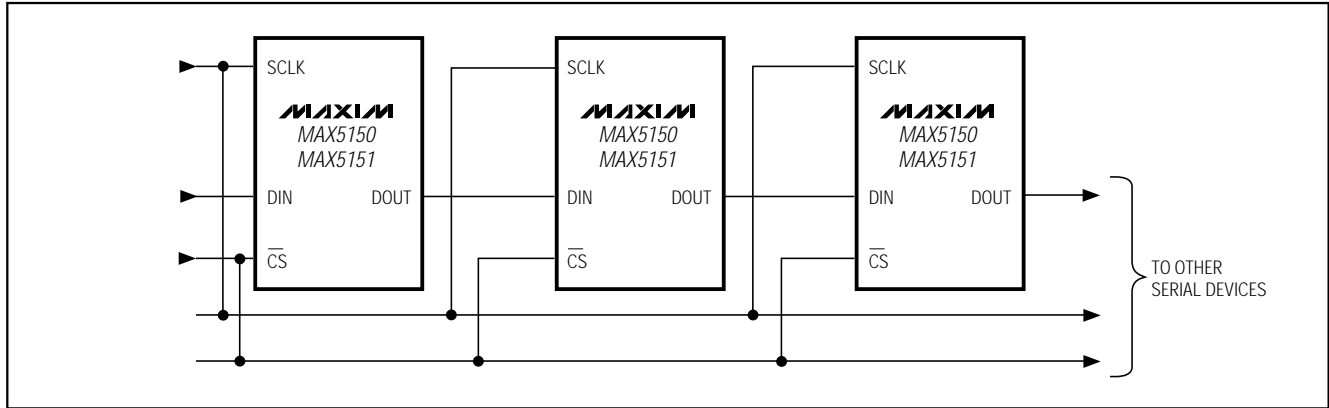 SCLK
MAXIM
MAX5150
MAX5151
DIN DOUT
CS
SCLK
MAXIM
MAX5150
MAX5151
DIN DOUT
CS
SCLK
MAXIM
MAX5150
MAX5151
DIN DOUT
CS
TO OTHER
SERIAL DEVICES